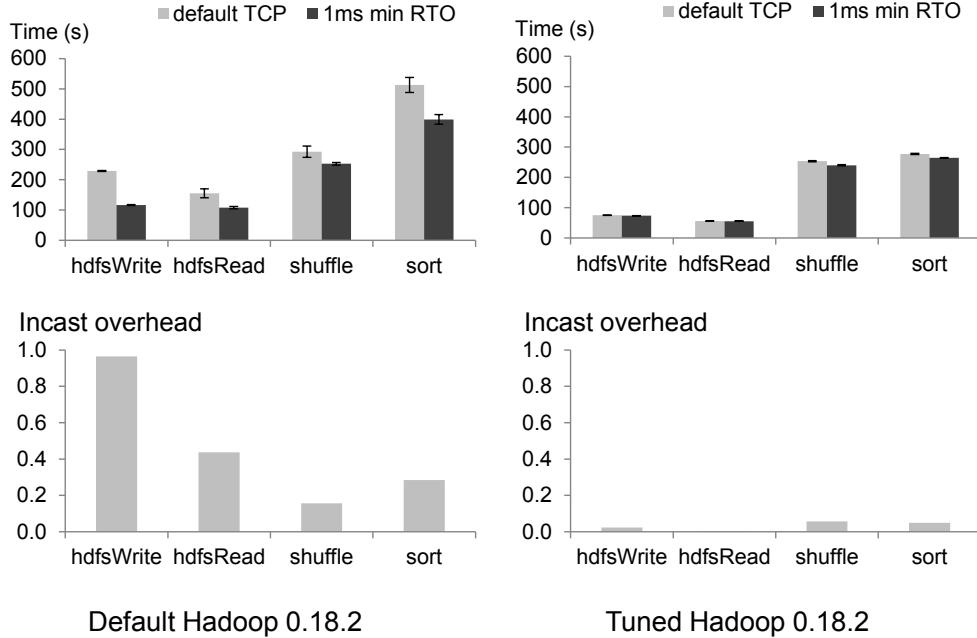 default TCP 1ms min RTO
Time (s)
600
500
400
300
200
100
0
hdfsWrite hdfsRead shuffle sort
default TCP 1ms min RTO
Time (s)
600
500
400
300
200
100
0
hdfsWrite hdfsRead shuffle sort
Incast overhead
1.0
0.8
0.6
0.4
0.2
0.0
hdfsWrite hdfsRead shuffle sort
Incast overhead
1.0
0.8
0.6
0.4
0.2
0.0
hdfsWrite hdfsRead shuffle sort
Default Hadoop 0.18.2
Tuned Hadoop 0.18.2